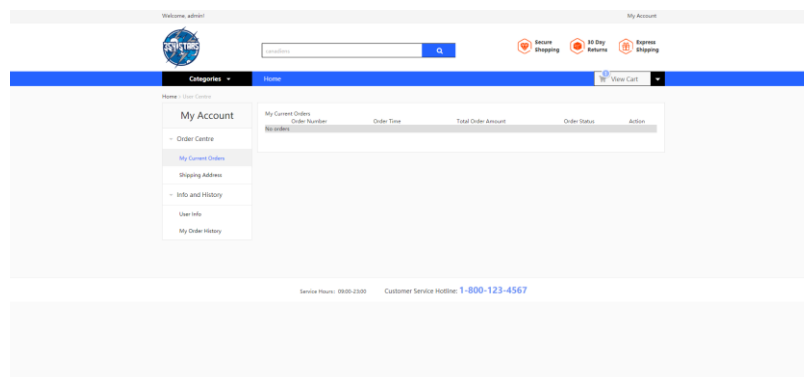 Welcome, admin!
My Account
Secure Shopping
30 Day Returns
Express Shipping
Categories
Home
0
View Cart
Home
User Centre
My Account
Order Centre
My Current Orders
Shipping Address
Info and History
User Info
My Order History
My Current Orders
Order Number Order Time Total Order Amount Order Status Action
No orders
Service Hours: 09:00-23:00 Customer Service Hotline: 1-800-123-4567